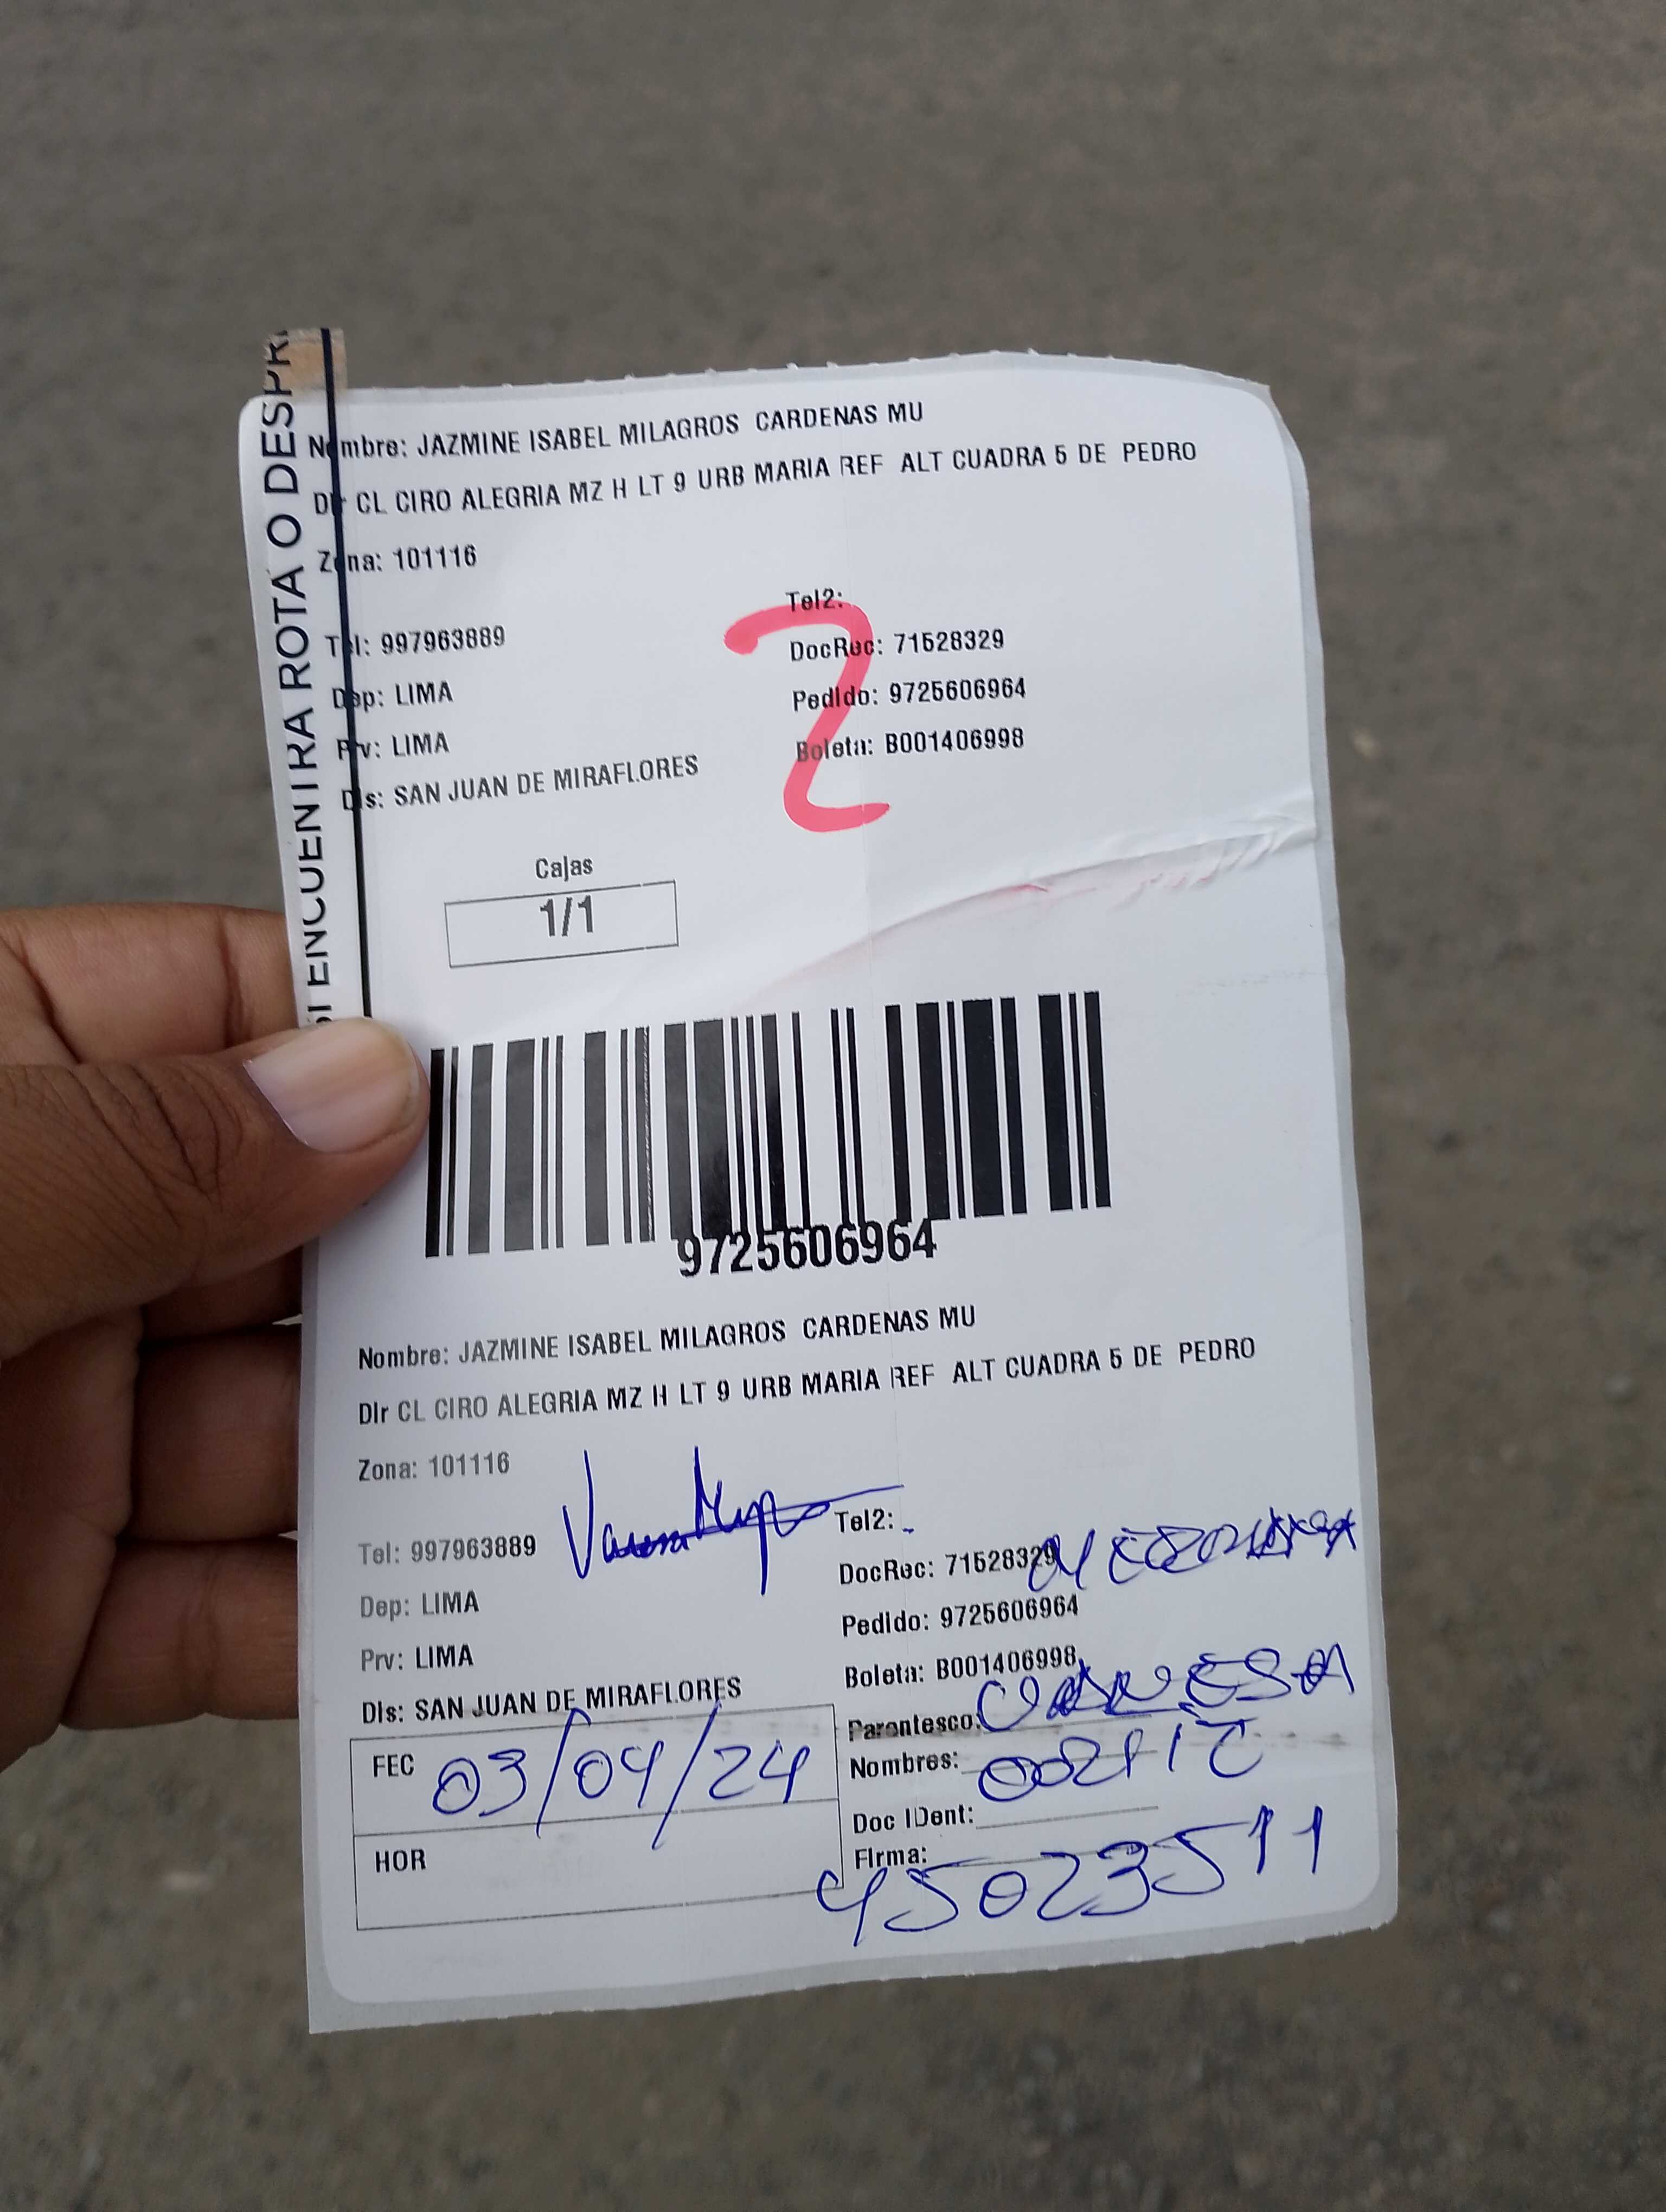 SI ENCUENTRA ROTA O DESPR
Nombre: JAZMINE ISABEL MILAGROS CARDENAS MU
Dir CL CIRO ALEGRIA MZ H LT 9 URB MARIA REF ALT CUADRA 5 DE PEDRO
Zona: 101116
Tel: 997963889 Tel2:
DocRec: 71528329
Dep: LIMA Pedido: 9725606964
Prv: LIMA Boleta: B001406998
Dis: SAN JUAN DE MIRAFLORES
2
Cajas
1/1
9725606964
Nombre: JAZMINE ISABEL MILAGROS CARDENAS MU
Dir CL CIRO ALEGRIA MZ H LT 9 URB MARIA REF ALT CUADRA 5 DE PEDRO
Zona: 101116
Tel: 997963889 Tel2:
DocRec: 71528329
Dep: LIMA Pedido: 9725606964
Prv: LIMA Boleta: B001406998
Dis: SAN JUAN DE MIRAFLORES
Parentesco:
FEC 03/04/24 Nombres:
Doc IDent:
HOR Firma:
45023511